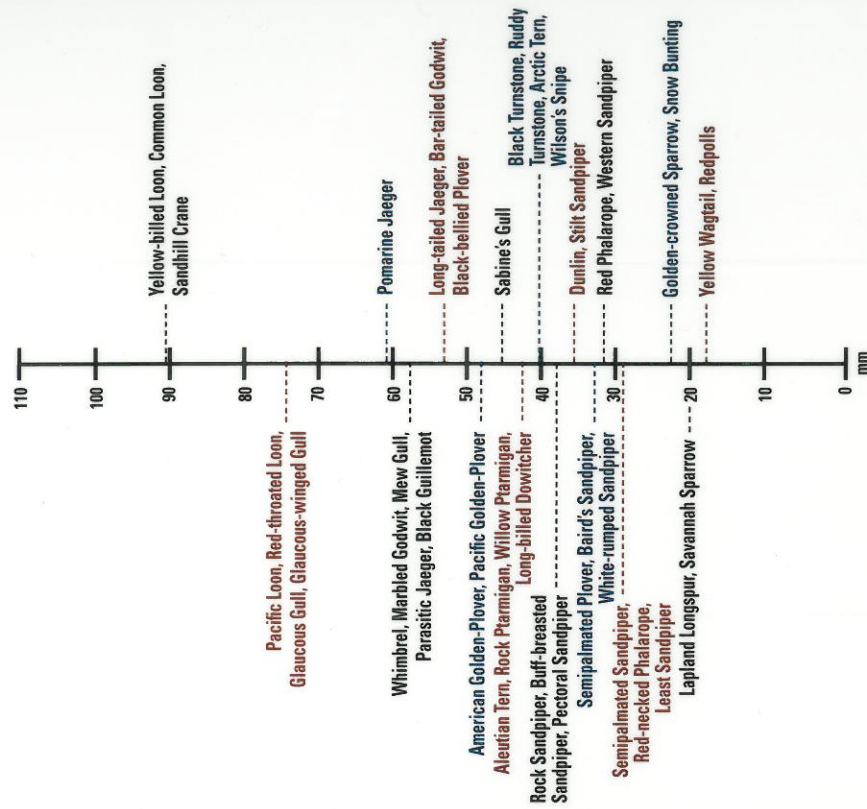 110
100
90
80
70
60
50
40
30
20
10
0
mm
Yellow-billed Loon, Common Loon,
Sandhill Crane
Pomarine Jaeger
Long-tailed Jaeger, Bar-tailed Godwit,
Black-bellied Plover
Sabine's Gull
Black Turnstone, Ruddy
Turnstone, Arctic Tern,
Wilson's Snipe
Dunlin, Stilt Sandpiper
Red Phalarope, Western Sandpiper
Golden-crowned Sparrow, Snow Bunting
Yellow Wagtail, Redpolls
Pacific Loon, Red-throated Loon,
Glaucous Gull, Glaucous-winged Gull
Whimbrel, Marbled Godwit, Mew Gull,
Parasitic Jaeger, Black Guillemot
American Golden-Plover, Pacific Golden-Plover
Aleutian Tern, Rock Ptarmigan, Willow Ptarmigan,
Long-billed Dowitcher
Rock Sandpiper, Buff-breasted
Sandpiper, Pectoral Sandpiper
Semipalmated Plover, Baird's Sandpiper,
White-rumped Sandpiper
Semipalmated Sandpiper,
Red-necked Phalarope,
Least Sandpiper
Lapland Longspur, Savannah Sparrow